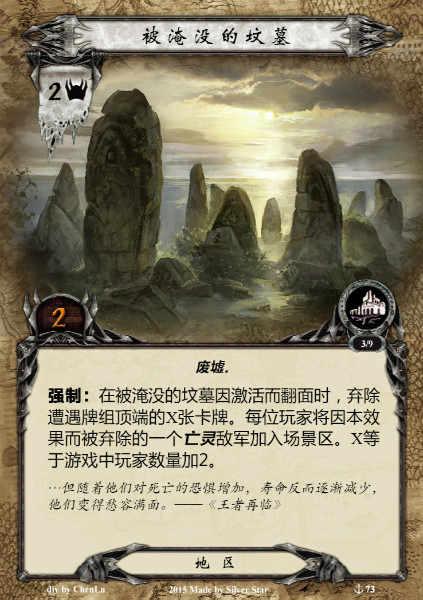 被淹没的坟墓
2
2
3/9
废墟.
强制：在被淹没的坟墓因激活而翻面时，弃除
遭遇牌组顶端的X张卡牌。每位玩家将因本效
果而被弃除的一个亡灵敌军加入场景区。X等
于游戏中玩家数量加2。
…但随着他们对死亡的恐惧增加，寿命反而逐渐减少，
他们变得愁容满面。——《王者再临》
地区
diy by ChenLu 2015 Made by Silver Star 73